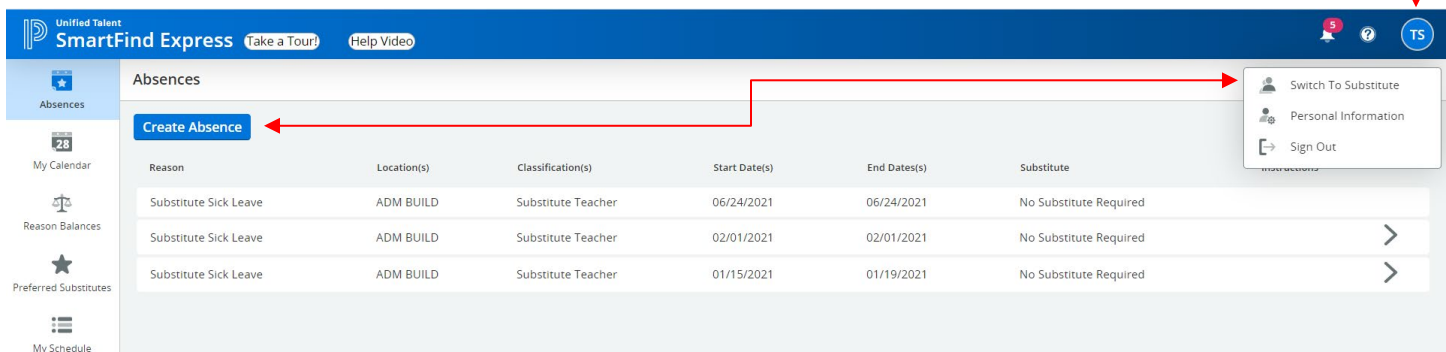 Unified Talent
SmartFind Express Take a Tour! Help Video 5 ? TS
Absences
Absences
Switch To Substitute
Personal Information
Sign Out
Create Absence
28
My Calendar
Reason Location(s) Classification(s) Start Date(s) End Dates(s) Substitute Instructions
Substitute Sick Leave ADM BUILD Substitute Teacher 06/24/2021 06/24/2021 No Substitute Required
Reason Balances
Substitute Sick Leave ADM BUILD Substitute Teacher 02/01/2021 02/01/2021 No Substitute Required
Substitute Sick Leave ADM BUILD Substitute Teacher 01/15/2021 01/19/2021 No Substitute Required
Preferred Substitutes
My Schedule